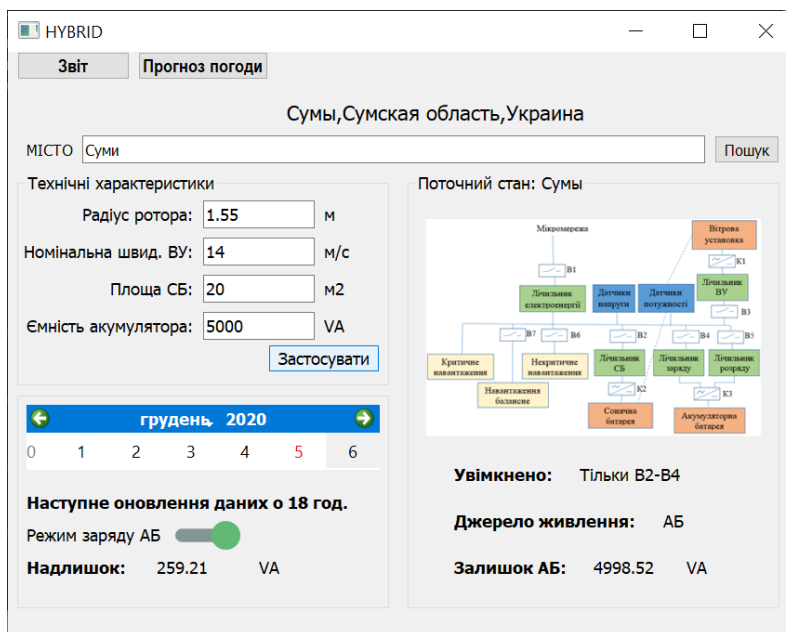 HYBRID
Звіт
Прогноз погоди
Сумы,Сумская область,Украина
МІСТО
Суми
Пошук
Технічні характеристики
Радіус ротора: 1.55 м
Номінальна швид. ВУ: 14 м/с
Площа СБ: 20 м2
Ємність акумулятора: 5000 VA
Застосувати
грудень, 2020
0 1 2 3 4 5 6
Наступне оновлення даних о 18 год.
Режим заряду АБ
Надлишок: 259.21 VA
Поточний стан: Сумы
Мікромережа
Вітрова
установка
В1
К1
Лічильник
електроенергії
Датчики
напруги
Датчики
потужності
Лічильник
ВУ
В3
В7
В6
В2
В4
В5
Критичне
навантаження
Некритичне
навантаження
Лічильник
СБ
Лічильник
заряду
Лічильник
розряду
Навантаження
балансне
К2
К3
Сонячна
батарея
Акумуляторна
батарея
Увімкнено: Тільки В2-В4
Джерело живлення: АБ
Залишок АБ: 4998.52 VA